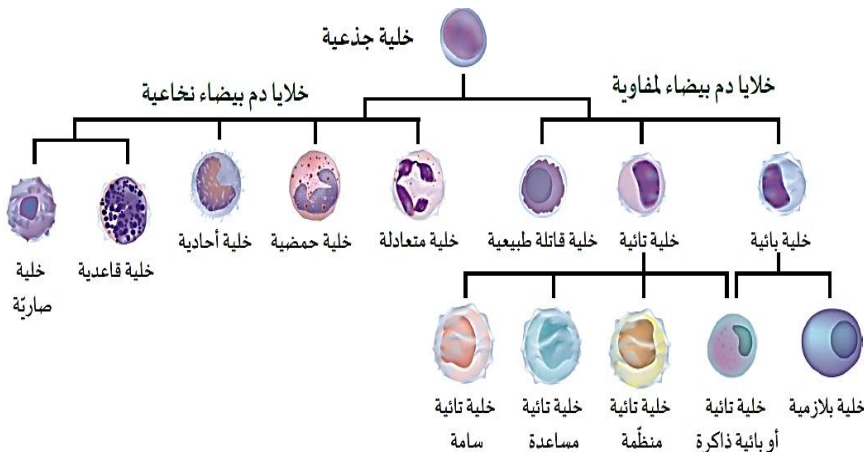 خلية جذعية
خلايا دم بيضاء لمفاوية
خلايا دم بيضاء نخاعية
خلية بائية
خلية تائية
خلية قاتلة طبيعية
خلية متعادلة
خلية حمضية
خلية أحادية
خلية قاعدية
خلية
صاريّة
خلية بلازمية
خلية تائية
أو بائية ذاكرة
خلية تائية
منظّمة
خلية تائية
مساعدة
خلية تائية
سامة